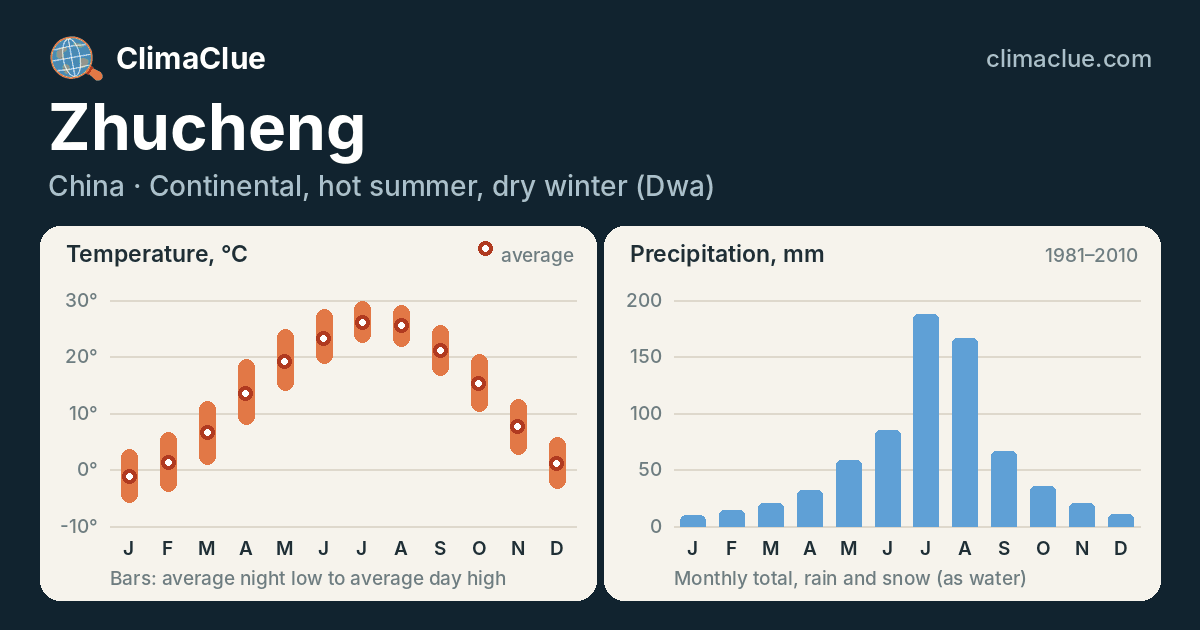 ClimaClue
climaclue.com
Zhucheng
China · Continental, hot summer, dry winter (Dwa)
Temperature, °C
average
30°
20°
10°
0°
-10°
J F M A M J J A S O N D
Bars: average night low to average day high
Precipitation, mm
1981–2010
200
150
100
50
0
J F M A M J J A S O N D
Monthly total, rain and snow (as water)